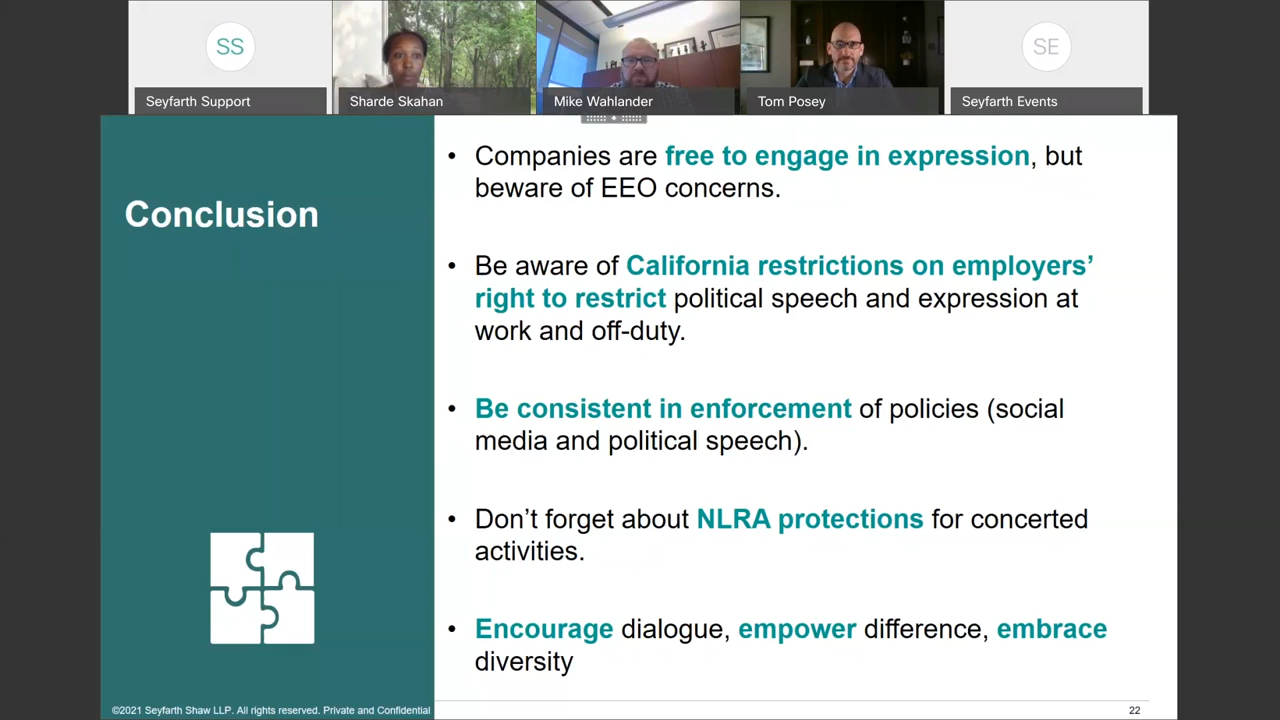 SS
SE
Seyfarth Support
Sharde Skahan
Mike Wahlander
Tom Posey
Seyfarth Events
Conclusion
• Companies are free to engage in expression, but
beware of EEO concerns.
• Be aware of California restrictions on employers’
right to restrict political speech and expression at
work and off-duty.
• Be consistent in enforcement of policies (social
media and political speech).
• Don’t forget about NLRA protections for concerted
activities.
• Encourage dialogue, empower difference, embrace
diversity
©2021 Seyfarth Shaw LLP. All rights reserved. Private and Confidential
22